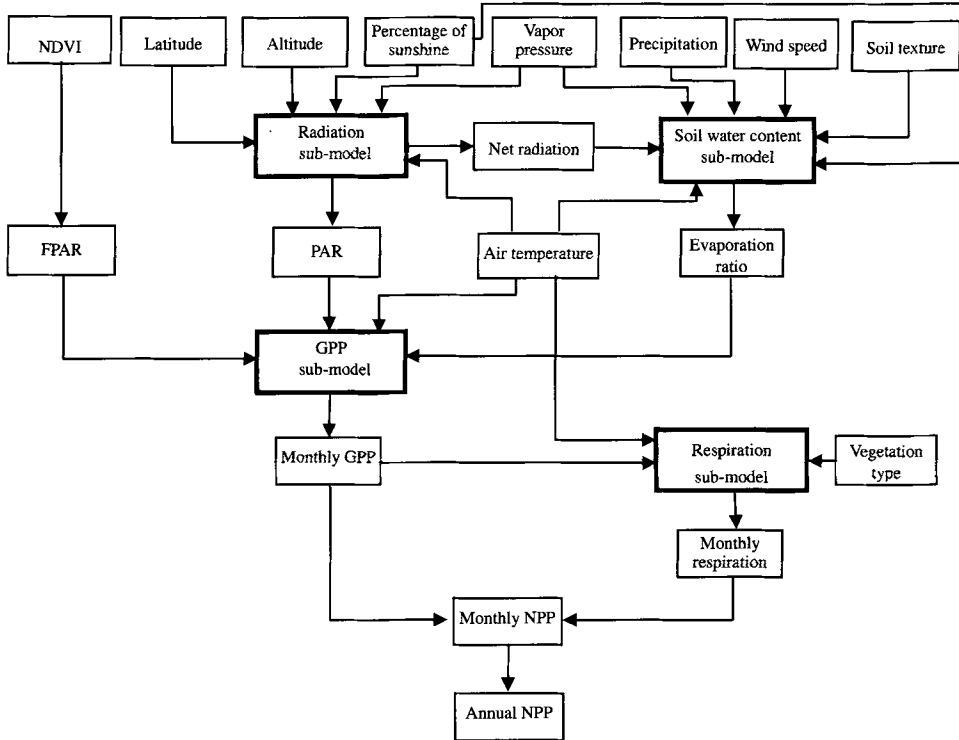 NDVI
Latitude
Altitude
Percentage of
sunshine
Vapor
pressure
Precipitation
Wind speed
Soil texture
Radiation
sub-model
Net radiation
Soil water content
sub-model
FPAR
PAR
Air temperature
Evaporation
ratio
GPP
sub-model
Monthly GPP
Respiration
sub-model
Vegetation
type
Monthly
respiration
Monthly NPP
Annual NPP